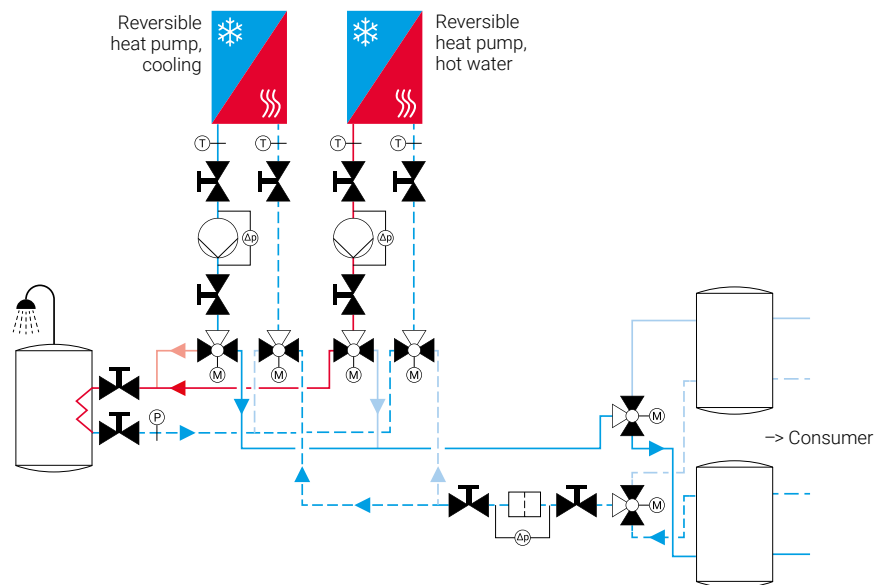 Reversible
heat pump,
cooling
Reversible
heat pump,
hot water
T
T
T
T
Δp
Δp
M
M
M
M
P
M
–> Consumer
M
Δp